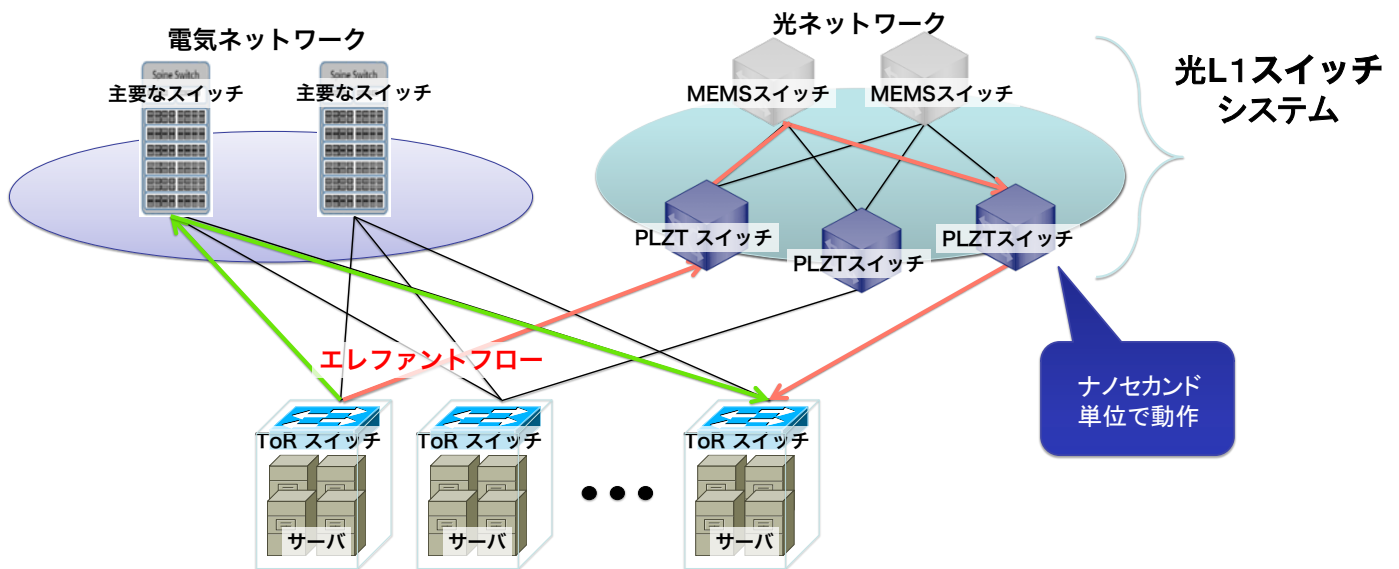 電気ネットワーク
光ネットワーク
Spine Switch
主要なスイッチ
Spine Switch
主要なスイッチ
MEMSスイッチ
MEMSスイッチ
光L1スイッチ
システム
PLZT スイッチ
PLZTスイッチ
PLZTスイッチ
エレファントフロー
ナノセカンド
単位で動作
ToR スイッチ
ToR スイッチ
ToR スイッチ
•••
サーバ
サーバ
サーバ